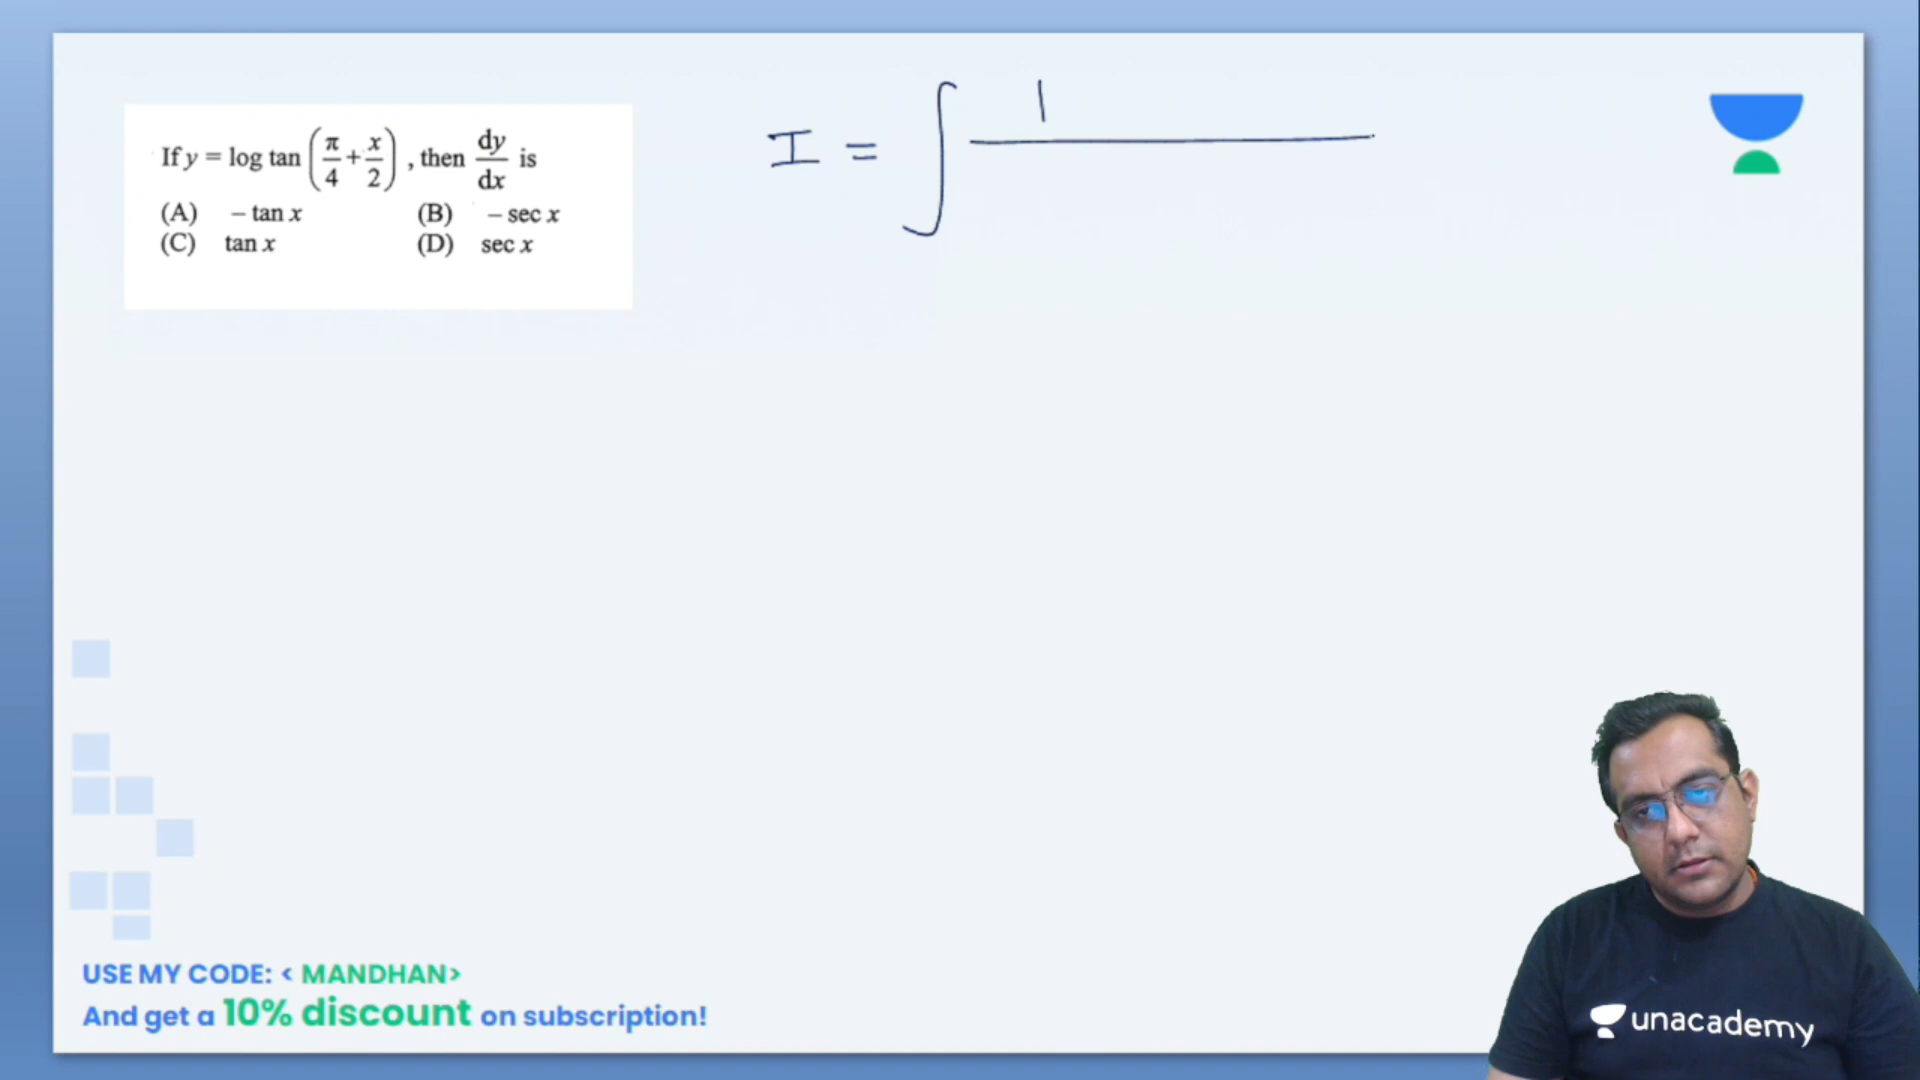 If y = log tan (π/4 + x/2), then dy/dx is
(A) – tan x (B) – sec x
(C) tan x (D) sec x
I = ∫ 1/
USE MY CODE: < MANDHAN>
And get a 10% discount on subscription!
unacademy